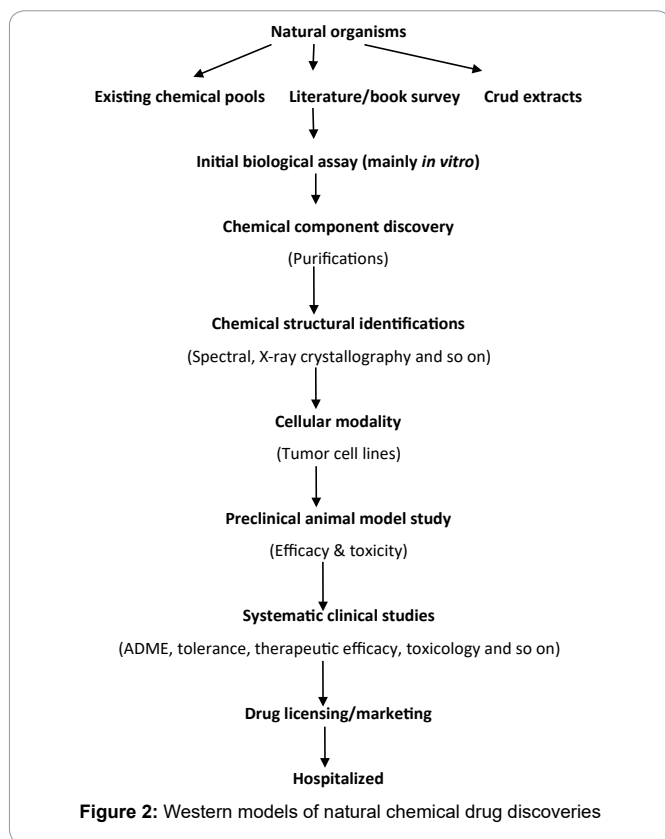 Natural organisms
Existing chemical pools Literature/book survey Crud extracts
Initial biological assay (mainly in vitro)
Chemical component discovery
(Purifications)
Chemical structural identifications
(Spectral, X-ray crystallography and so on)
Cellular modality
(Tumor cell lines)
Preclinical animal model study
(Efficacy & toxicity)
Systematic clinical studies
(ADME, tolerance, therapeutic efficacy, toxicology and so on)
Drug licensing/marketing
Hospitalized
Figure 2: Western models of natural chemical drug discoveries